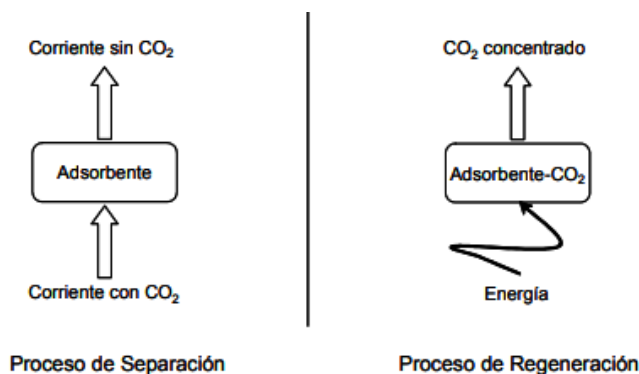 Corriente sin CO₂
Adsorbente
Corriente con CO₂
Proceso de Separación
CO₂ concentrado
Adsorbente-CO₂
Energía
Proceso de Regeneración